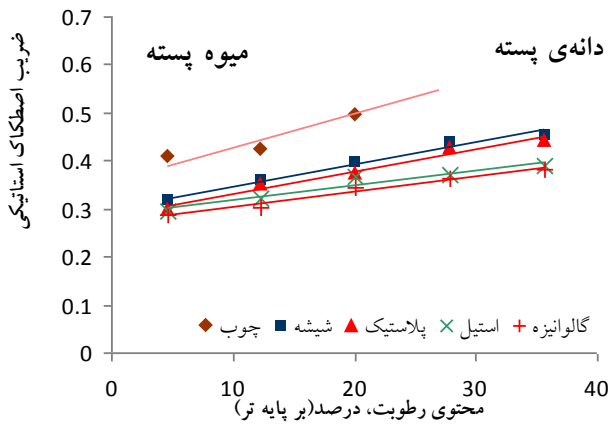 ضریب اصطکاک استاتیکی
0.7
0.6
0.5
0.4
0.3
0.2
0.1
0
میوه پسته
دانه‌ی پسته
چوب شیشه پلاستیک استیل گالوانیزه
0 10 20 30 40
محتوی رطوبت، درصد(بر پایه تر)